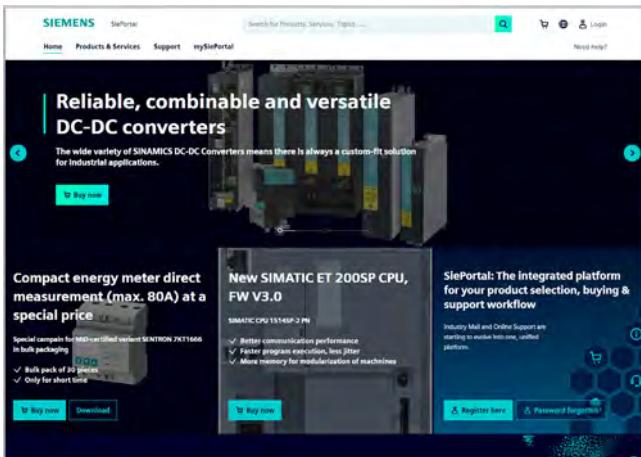 SIEMENS SiePortal
Search for Products, Services, Topics ....
Login
Home Products & Services Support mySiePortal
Need help?
Reliable, combinable and versatile
DC-DC converters
The wide variety of SINAMICS DC-DC Converters means there is always a custom-fit solution
for industrial applications.
Buy now
Compact energy meter direct
measurement (max. 80A) at a
special price
Special campain for MID-certified variant SENTRON 7KT1666
in bulk packaging
Bulk pack of 30 pieces
Only for short time
Buy now Download
New SIMATIC ET 200SP CPU,
FW V3.0
SIMATIC CPU 1514SP-2 PN
Better communication performance
Faster program execution, less jitter
More memory for modularization of machnines
Buy now
SiePortal: The integrated platform
for your product selection, buying &
support workflow
Industry Mall and Online Support are
starting to evolve into one, unified
platform.
Register here Password forgotten?